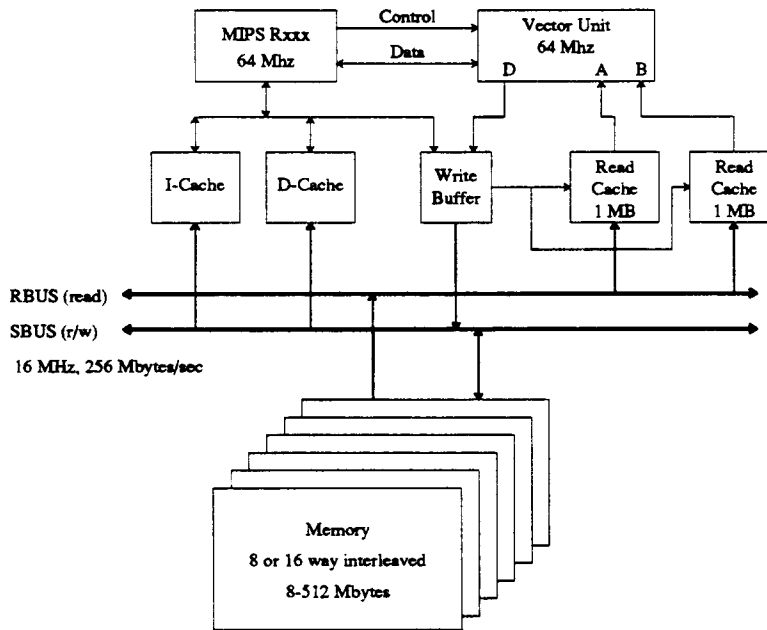 MIPS Rxxx
64 Mhz
Control
Data
Vector Unit
64 Mhz
D A B
I-Cache
D-Cache
Write
Buffer
Read
Cache
1 MB
Read
Cache
1 MB
RBUS (read)
SBUS (r/w)
16 MHz, 256 Mbytes/sec
Memory
8 or 16 way interleaved
8-512 Mbytes